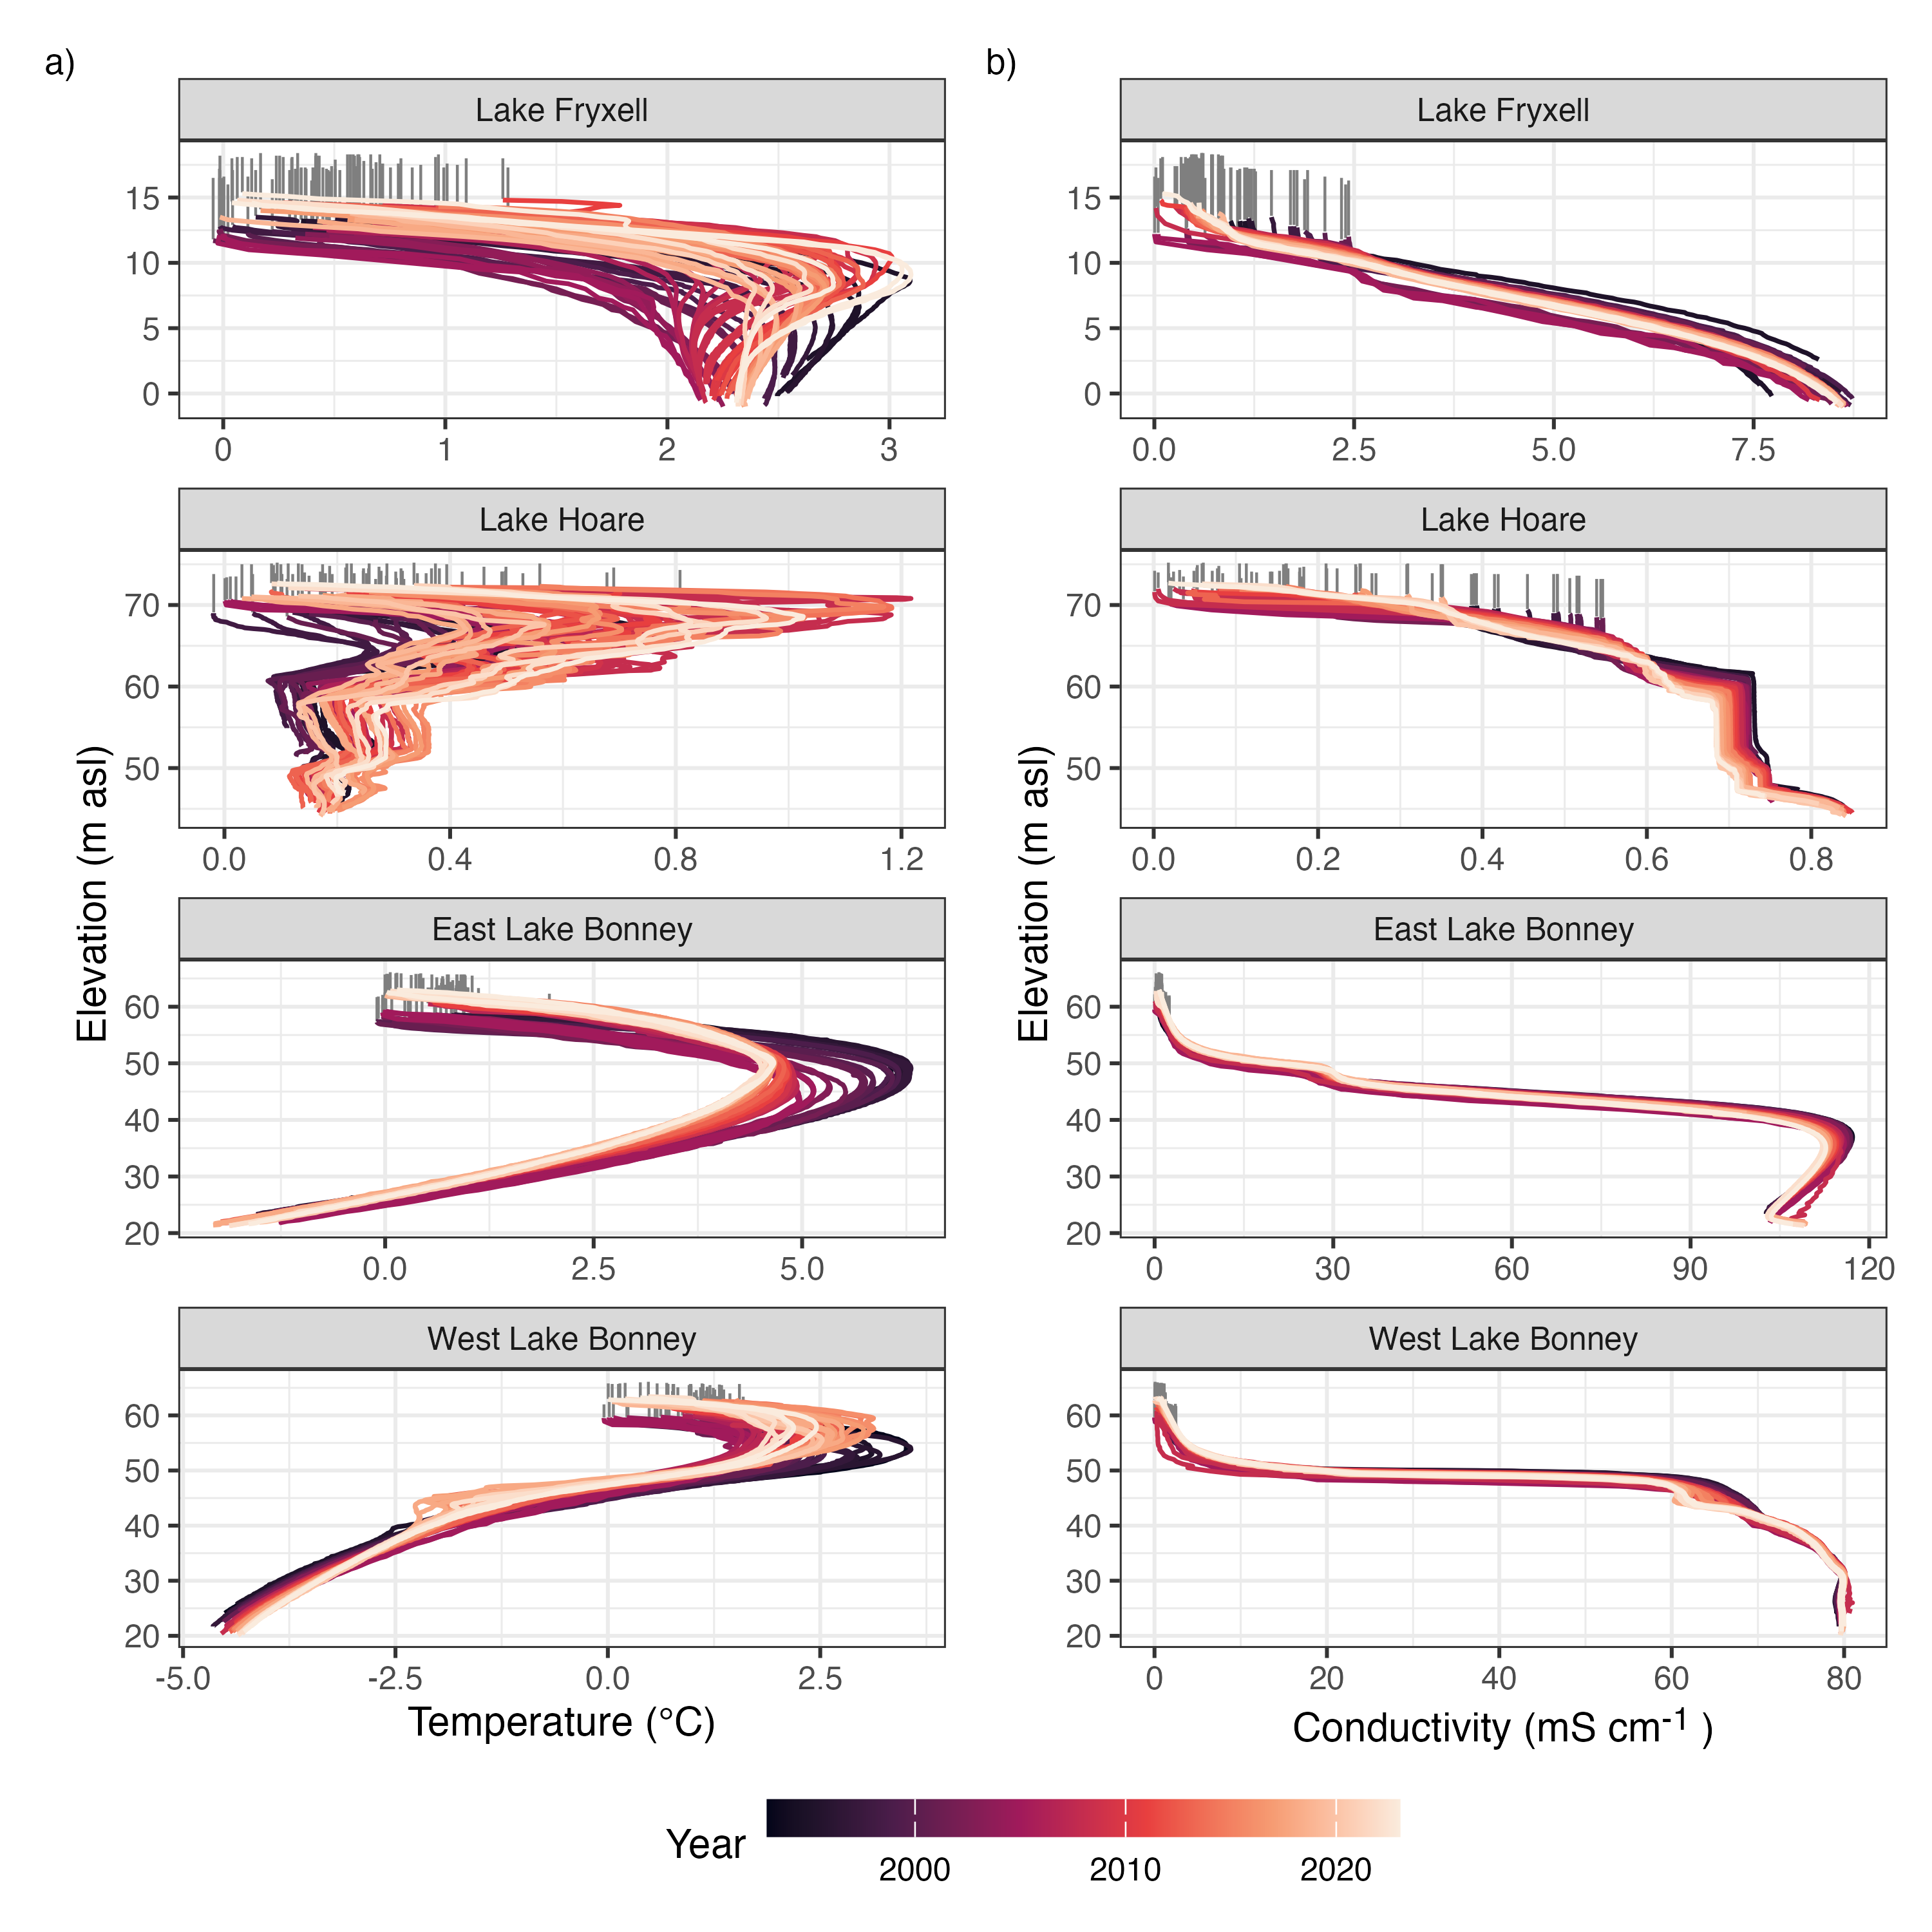 a)
Lake Fryxell
15
10
5
0
0 1 2 3
Lake Hoare
70
60
50
0.0 0.4 0.8 1.2
East Lake Bonney
60
50
40
30
20
0.0 2.5 5.0
West Lake Bonney
60
50
40
30
20
-5.0 -2.5 0.0 2.5
Elevation (m asl)
Temperature (°C)
b)
Lake Fryxell
15
10
5
0
0.0 2.5 5.0 7.5
Lake Hoare
70
60
50
0.0 0.2 0.4 0.6 0.8
East Lake Bonney
60
50
40
30
20
0 30 60 90 120
West Lake Bonney
60
50
40
30
20
0 20 40 60 80
Elevation (m asl)
Conductivity (mS cm⁻¹ )
Year
2000 2010 2020